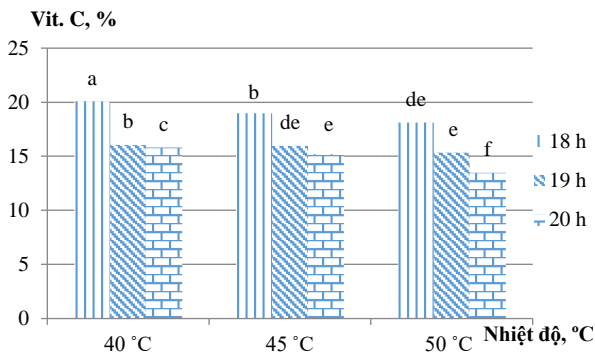 Vit. C, %
25
20
15
10
5
0
a
b
c
b
de
e
de
e
f
18 h
19 h
20 h
40 ˚C
45 ˚C
50 ˚C
Nhiệt độ, ºC